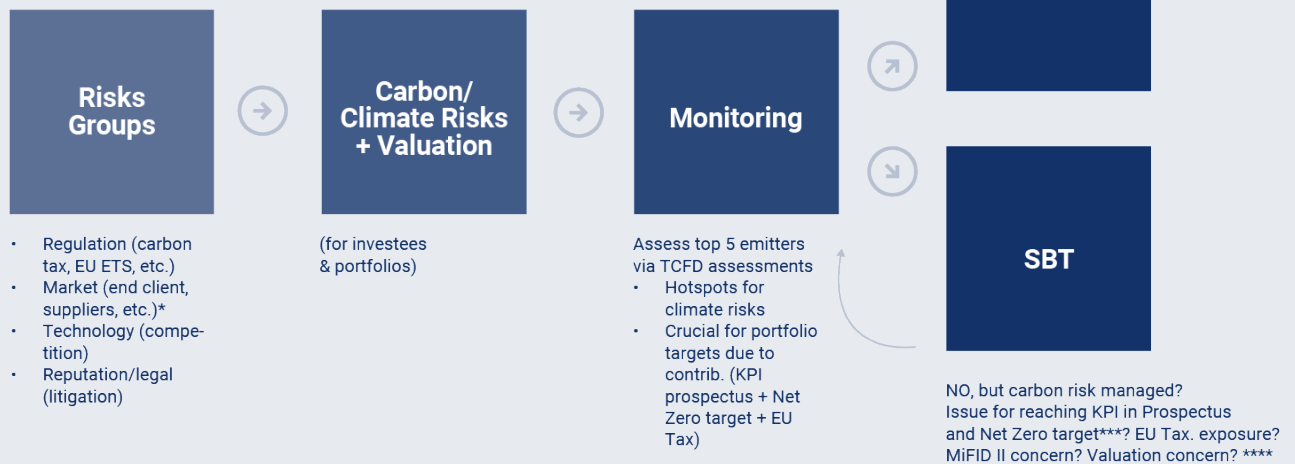 Risks
Groups
Carbon/
Climate Risks
+ Valuation
Monitoring
SBT
• Regulation (carbon
tax, EU ETS, etc.)
• Market (end client,
suppliers, etc.)*
• Technology (compe-
tition)
• Reputation/legal
(litigation)
(for investees
& portfolios)
Assess top 5 emitters
via TCFD assessments
• Hotspots for
climate risks
• Crucial for portfolio
targets due to
contrib. (KPI
prospectus + Net
Zero target + EU
Tax)
NO, but carbon risk managed?
Issue for reaching KPI in Prospectus
and Net Zero target***? EU Tax. exposure?
MiFID II concern? Valuation concern? ****